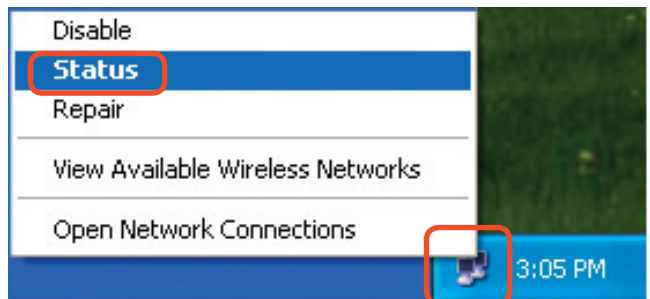 Disable
Status
Repair
View Available Wireless Networks
Open Network Connections
3:05 PM